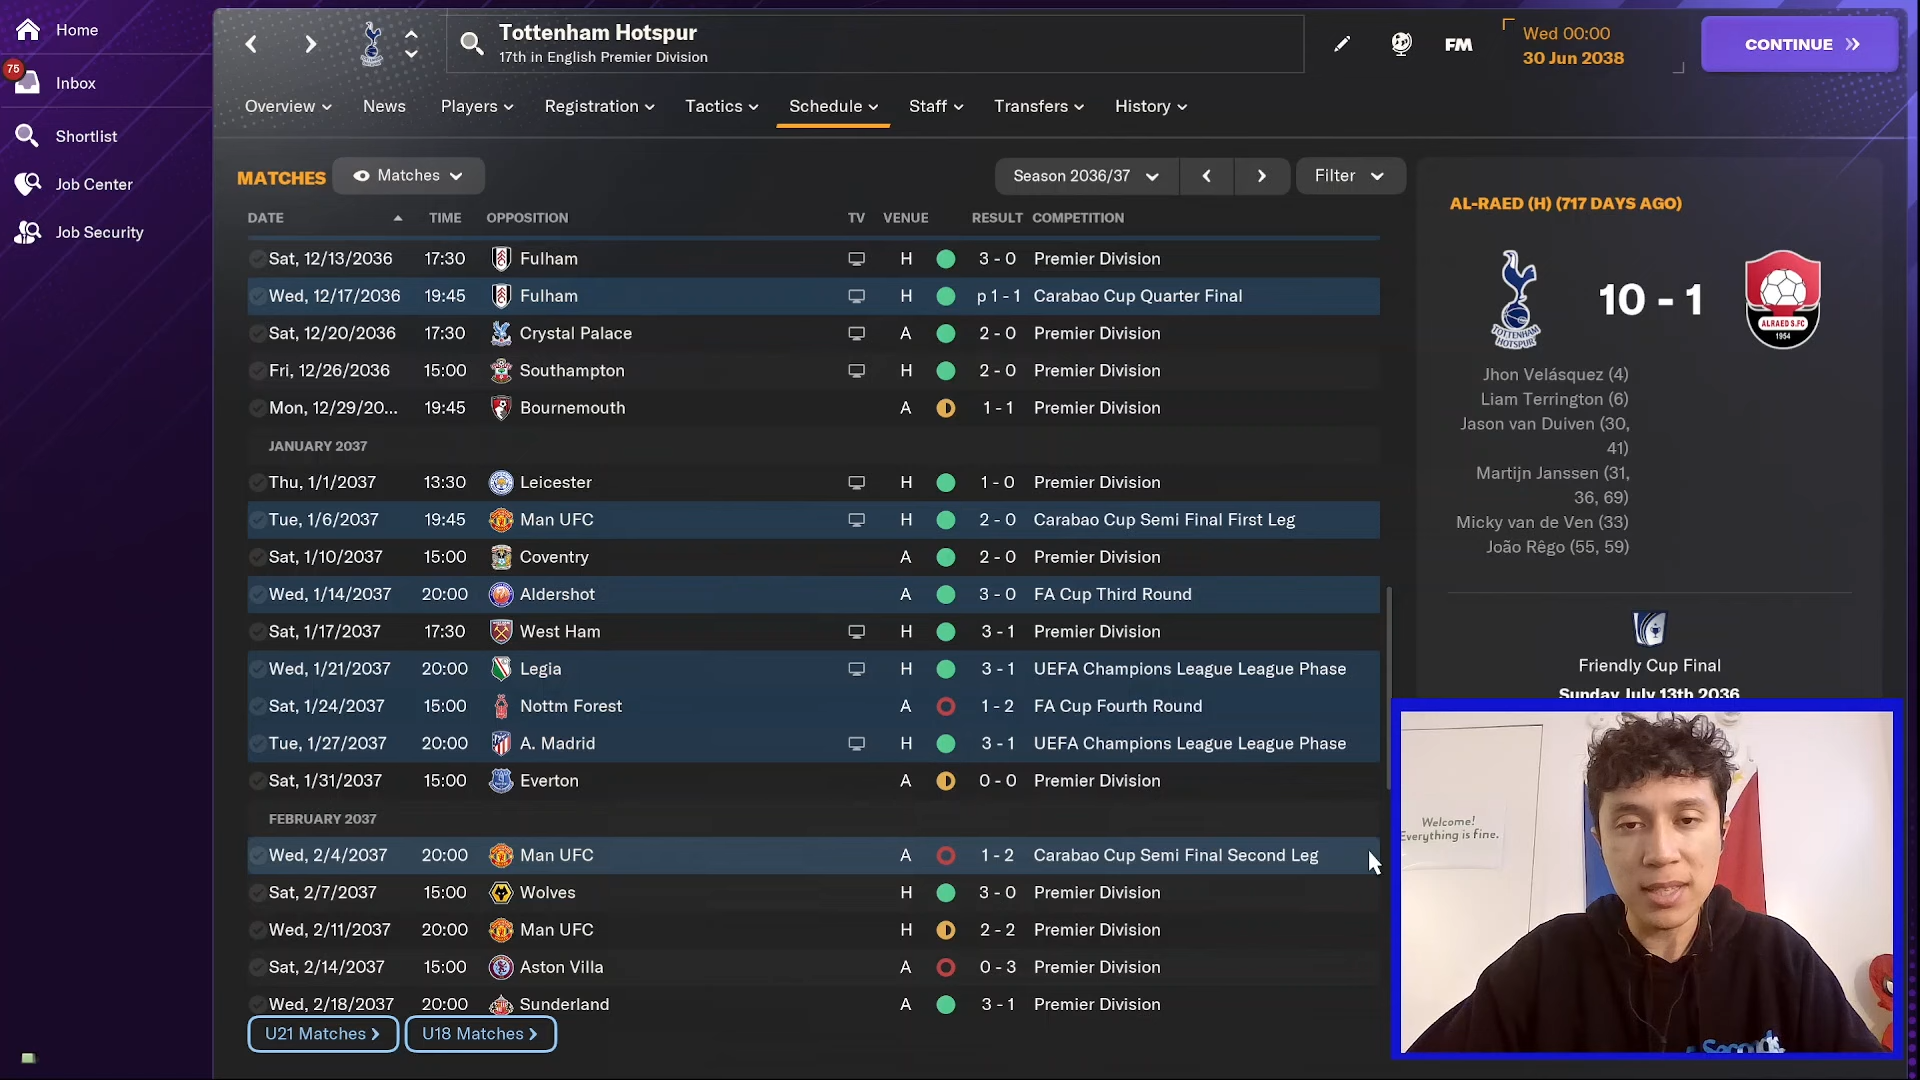 Home
Inbox
75
Shortlist
Job Center
Job Security
Tottenham Hotspur
17th in English Premier Division
FM
Wed 00:00
30 Jun 2038
CONTINUE
Overview
News
Players
Registration
Tactics
Schedule
Staff
Transfers
History
MATCHES
Matches
Season 2036/37
Filter
DATE TIME OPPOSITION TV VENUE RESULT COMPETITION
Sat, 12/13/2036 17:30 Fulham H 3 - 0 Premier Division
Wed, 12/17/2036 19:45 Fulham H p 1 - 1 Carabao Cup Quarter Final
Sat, 12/20/2036 17:30 Crystal Palace A 2 - 0 Premier Division
Fri, 12/26/2036 15:00 Southampton H 2 - 0 Premier Division
Mon, 12/29/20... 19:45 Bournemouth A 1 - 1 Premier Division
JANUARY 2037
Thu, 1/1/2037 13:30 Leicester H 1 - 0 Premier Division
Tue, 1/6/2037 19:45 Man UFC H 2 - 0 Carabao Cup Semi Final First Leg
Sat, 1/10/2037 15:00 Coventry A 2 - 0 Premier Division
Wed, 1/14/2037 20:00 Aldershot A 3 - 0 FA Cup Third Round
Sat, 1/17/2037 17:30 West Ham H 3 - 1 Premier Division
Wed, 1/21/2037 20:00 Legia H 3 - 1 UEFA Champions League League Phase
Sat, 1/24/2037 15:00 Nottm Forest A 1 - 2 FA Cup Fourth Round
Tue, 1/27/2037 20:00 A. Madrid H 3 - 1 UEFA Champions League League Phase
Sat, 1/31/2037 15:00 Everton A 0 - 0 Premier Division
FEBRUARY 2037
Wed, 2/4/2037 20:00 Man UFC A 1 - 2 Carabao Cup Semi Final Second Leg
Sat, 2/7/2037 15:00 Wolves H 3 - 0 Premier Division
Wed, 2/11/2037 20:00 Man UFC H 2 - 2 Premier Division
Sat, 2/14/2037 15:00 Aston Villa A 0 - 3 Premier Division
Wed, 2/18/2037 20:00 Sunderland A 3 - 1 Premier Division
U21 Matches
U18 Matches
AL-RAED (H) (717 DAYS AGO)
TOTTENHAM
HOTSPUR
10 - 1
ALRAED S.FC
1954
Jhon Velásquez (4)
Liam Terrington (6)
Jason van Duiven (30,
41)
Martijn Janssen (31,
36, 69)
Micky van de Ven (33)
João Rêgo (55, 59)
Friendly Cup Final
Sunday July 13th 2036
Welcome!
Everything is fine.